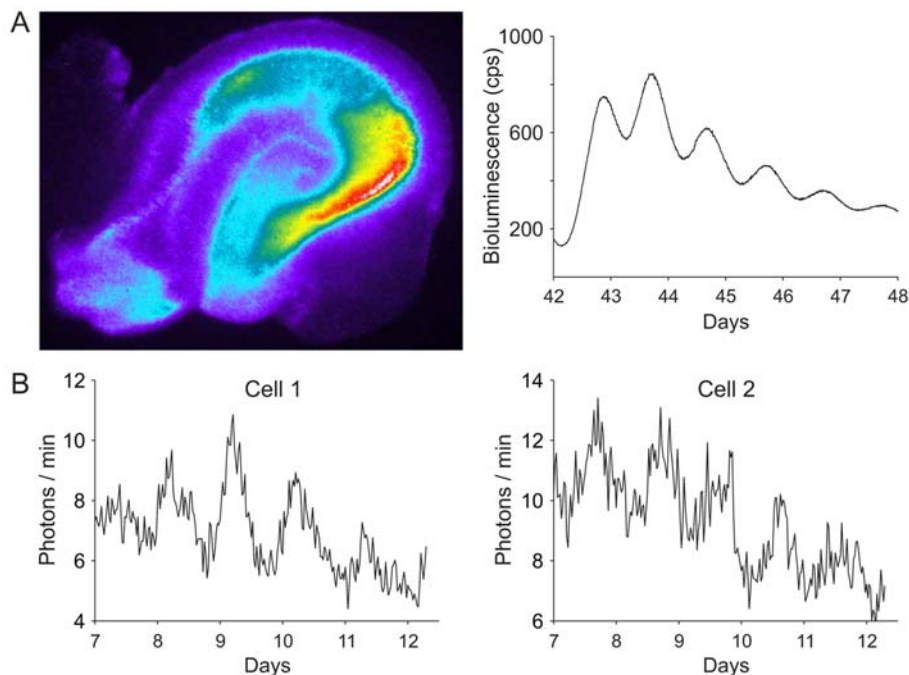 A
Bioluminescence (cps)
1000
600
200
42 43 44 45 46 47 48
Days
B
Cell 1
Photons / min
12
10
8
6
4
7 8 9 10 11 12
Days
Cell 2
Photons / min
14
12
10
8
6
7 8 9 10 11 12
Days